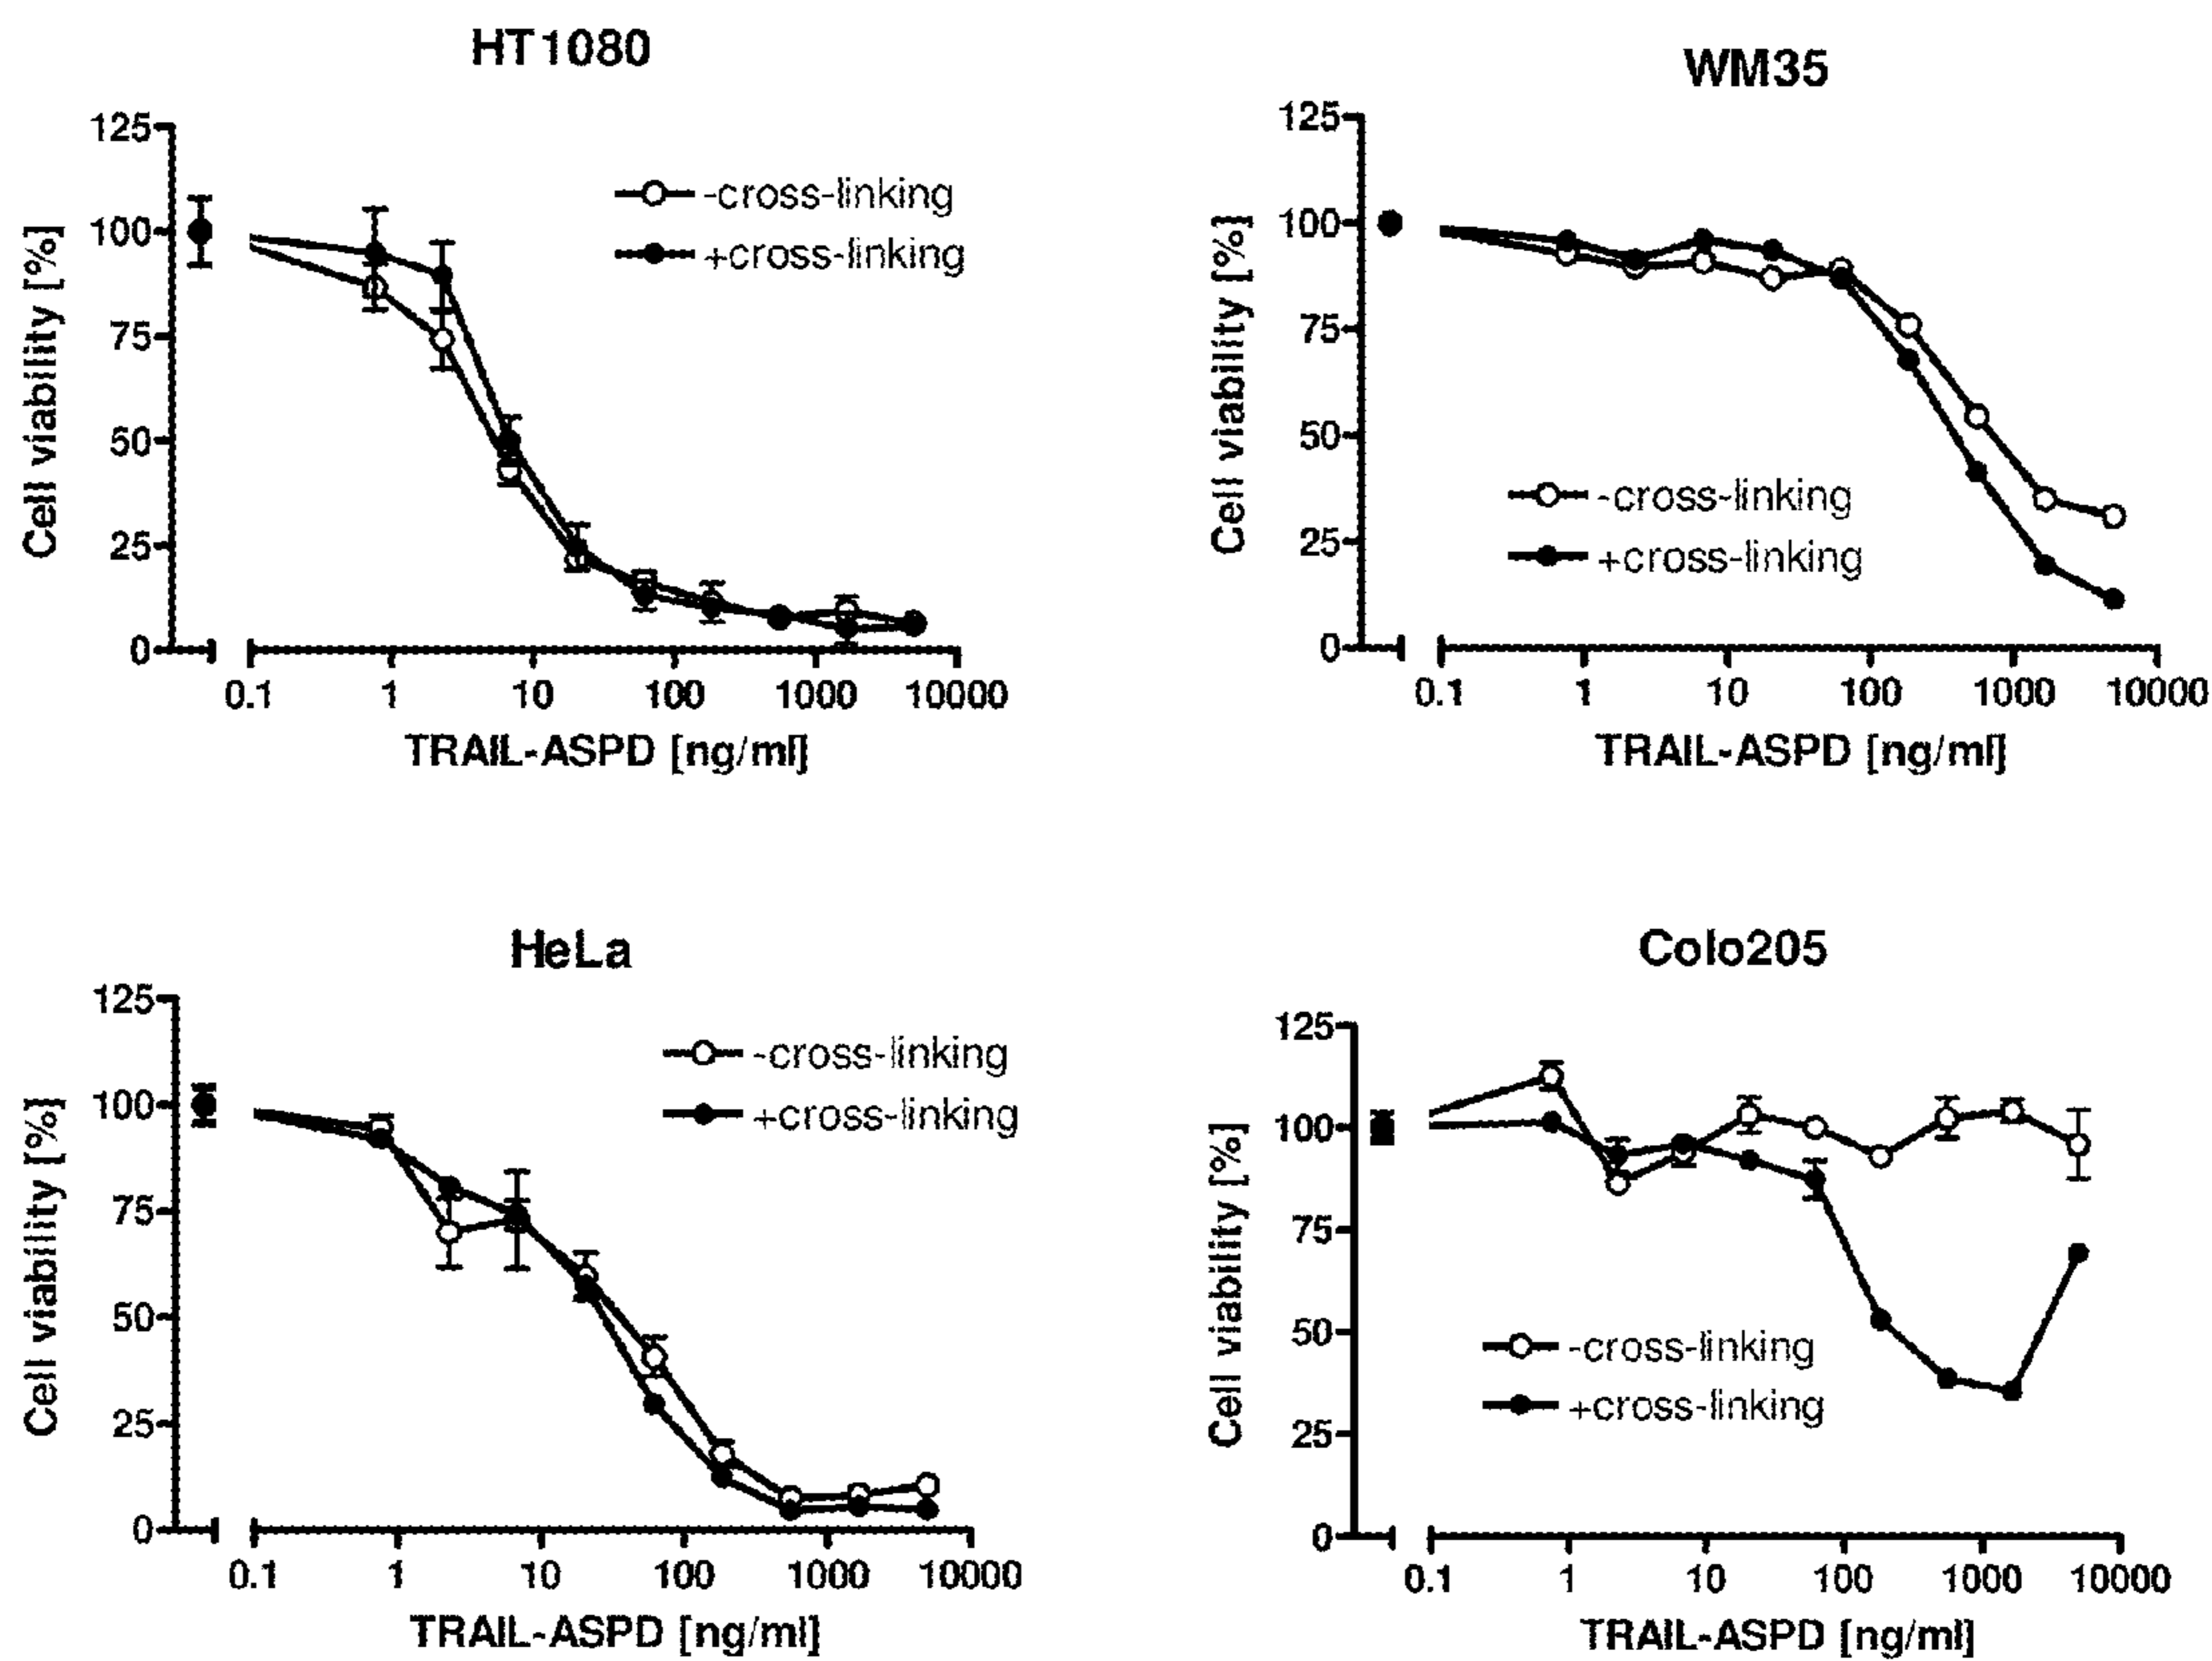 HT1080
125
100
75
50
25
0
Cell viability [%]
-cross-linking
+cross-linking
0.1 1 10 100 1000 10000
TRAIL-ASPD [ng/ml]
WM35
125
100
75
50
25
0
Cell viability [%]
-cross-linking
+cross-linking
0.1 1 10 100 1000 10000
TRAIL-ASPD [ng/ml]
HeLa
125
100
75
50
25
0
Cell viability [%]
-cross-linking
+cross-linking
0.1 1 10 100 1000 10000
TRAIL-ASPD [ng/ml]
Colo205
125
100
75
50
25
0
Cell viability [%]
-cross-linking
+cross-linking
0.1 1 10 100 1000 10000
TRAIL-ASPD [ng/ml]